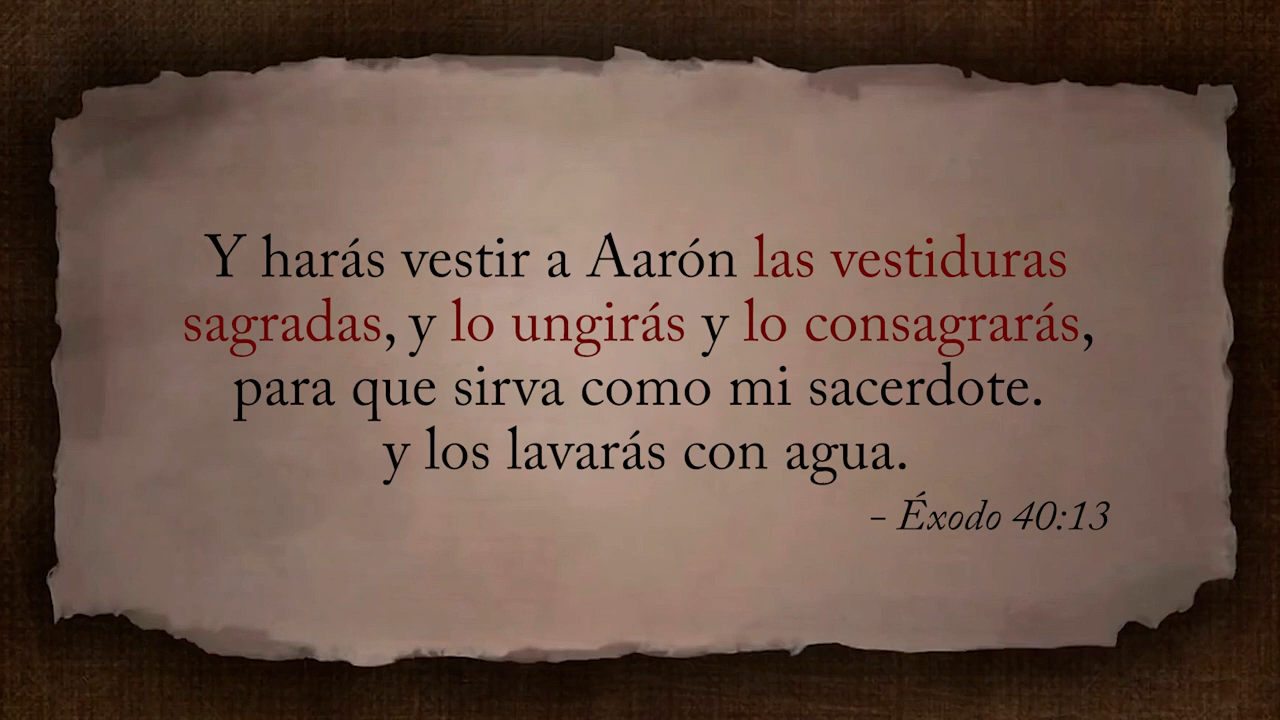 Y harás vestir a Aarón las vestiduras
sagradas, y lo ungirás y lo consagrarás,
para que sirva como mi sacerdote.
y los lavarás con agua.
- Éxodo 40:13